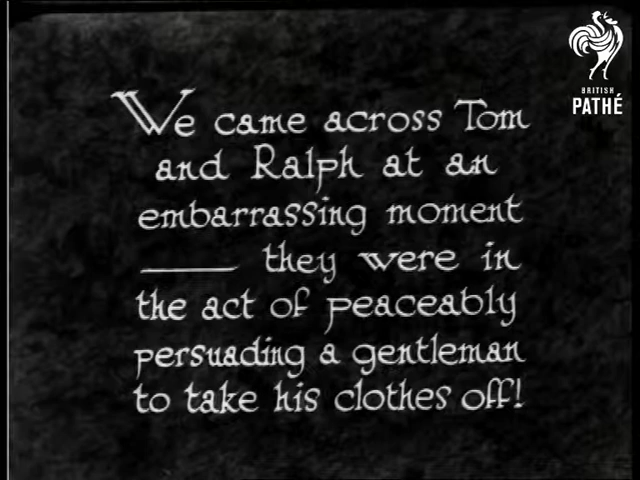 BRITISH
PATHÉ
We came across Tom
and Ralph at an
embarrassing moment
—— they were in
the act of peaceably
persuading a gentleman
to take his clothes off!